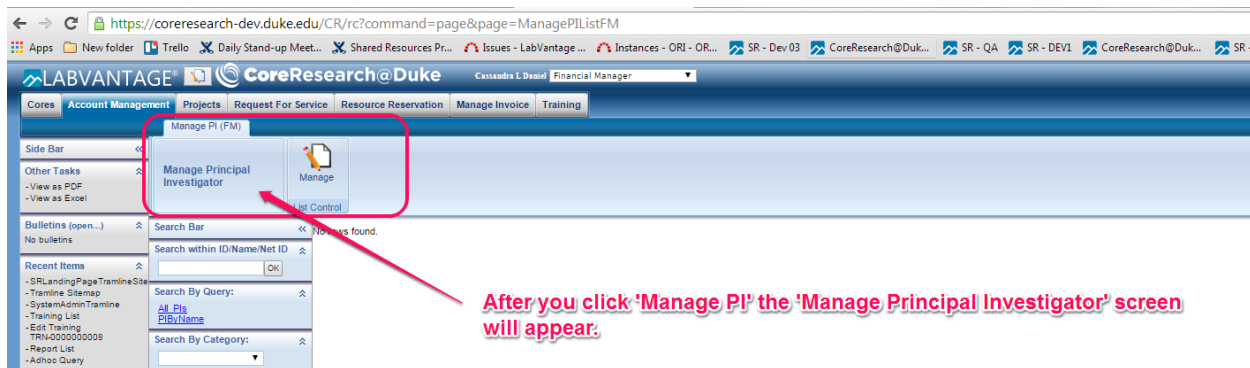 https://coreresearch-dev.duke.edu/CR/rc?command=page&page=ManagePIListFM
Apps New folder Trello Daily Stand-up Meet... Shared Resources Pr... Issues - LabVantage ... Instances - ORI - OR... SR - Dev 03 CoreResearch@Duk... SR - QA SR - DEV1 CoreResearch@Duk... SR -
LABVANTAGE® CoreResearch@Duke Cassandra L Daniel Financial Manager
Cores Account Management Projects Request For Service Resource Reservation Manage Invoice Training
Manage PI (FM)
Side Bar
Manage Principal Investigator
Manage
List Control
Other Tasks
-View as PDF
-View as Excel
Bulletins (open...)
No bulletins
Recent Items
-SRLandingPageTramlineSite
-Tramline Sitemap
-SystemAdminTramline
-Training List
-Edit Training
TRN-0000000008
-Report List
-Adhoc Query
Search Bar
Search within ID/Name/Net ID
OK
Search By Query:
All PIs
PIByName
Search By Category:
No rows found.
After you click 'Manage PI' the 'Manage Principal Investigator' screen
will appear.